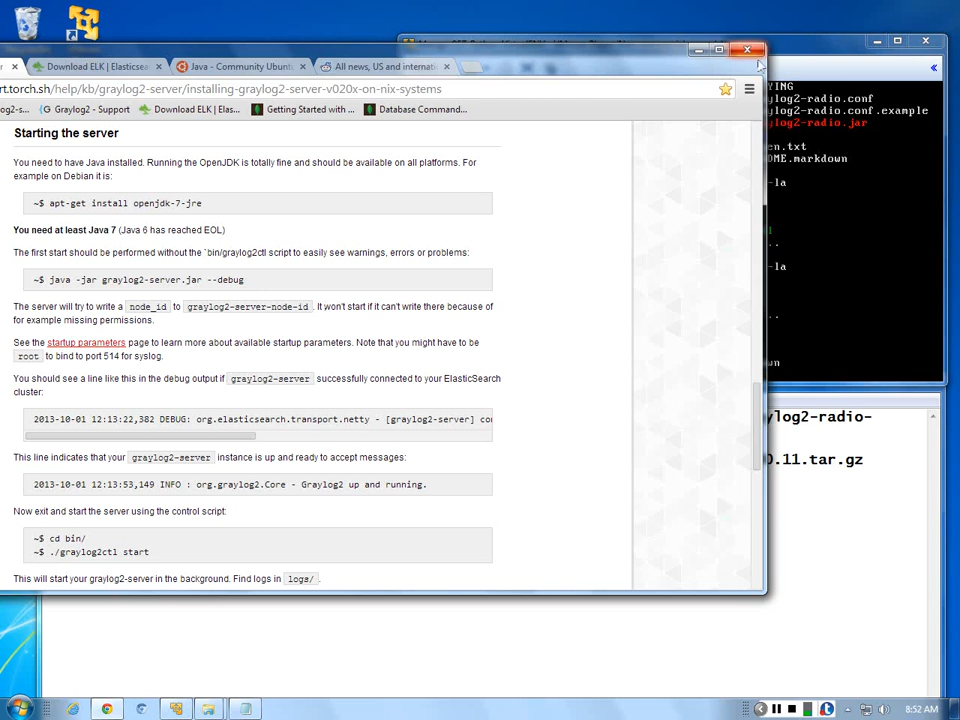 Download ELK | Elasticsea
Java - Community Ubunt
All news, US and internati
rt.torch.sh/help/kb/graylog2-server/installing-graylog2-server-v020x-on-nix-systems
og2-s...
Graylog2 - Support
Download ELK | Elas...
Getting Started with ...
Database Command...
Starting the server
You need to have Java installed. Running the OpenJDK is totally fine and should be available on all platforms. For
example on Debian it is:
~$ apt-get install openjdk-7-jre
You need at least Java 7 (Java 6 has reached EOL)
The first start should be performed without the `bin/graylog2ctl script to easily see warnings, errors or problems:
~$ java -jar graylog2-server.jar --debug
The server will try to write a node_id to graylog2-server-node-id. It won't start if it can't write there because of
for example missing permissions.
See the startup parameters page to learn more about available startup parameters. Note that you might have to be
root to bind to port 514 for syslog.
You should see a line like this in the debug output if graylog2-server successfully connected to your ElasticSearch
cluster:
2013-10-01 12:13:22,382 DEBUG: org.elasticsearch.transport.netty - [graylog2-server] co
This line indicates that your graylog2-server instance is up and ready to accept messages:
2013-10-01 12:13:53,149 INFO : org.graylog2.Core - Graylog2 up and running.
Now exit and start the server using the control script:
~$ cd bin/
~$ ./graylog2ctl start
This will start your graylog2-server in the background. Find logs in logs/ .
YING
ylog2-radio.conf
ylog2-radio.conf.example
ylog2-radio.jar
en.txt
DME.markdown
-la
l
..
-la
..
wn
ylog2-radio-
0.11.tar.gz
8:52 AM